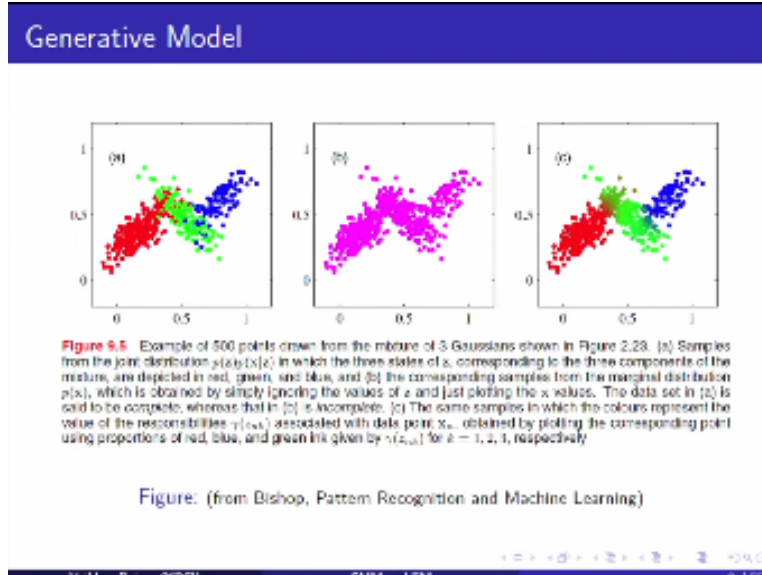 Generative Model
(a) (b) (c)
1 1 1
0.5 0.5 0.5
0 0 0
0 0.5 1 0 0.5 1 0 0.5 1
Figure 9.5 Example of 500 points drawn from the mixture of 3 Gaussians shown in Figure 2.23. (a) Samples
from the joint distribution p(z)p(x|z) in which the three states of z, corresponding to the three components of the
mixture, are depicted in red, green, and blue, and (b) the corresponding samples from the marginal distribution
p(x), which is obtained by simply ignoring the values of z and just plotting the x values. The data set in (a) is
said to be complete, whereas that in (b) is incomplete. (c) The same samples in which the colours represent the
value of the responsibilities γ(znk) associated with data point xn, obtained by plotting the corresponding point
using proportions of red, blue, and green ink given by γ(znk) for k = 1, 2, 3, respectively
Figure: (from Bishop, Pattern Recognition and Machine Learning)